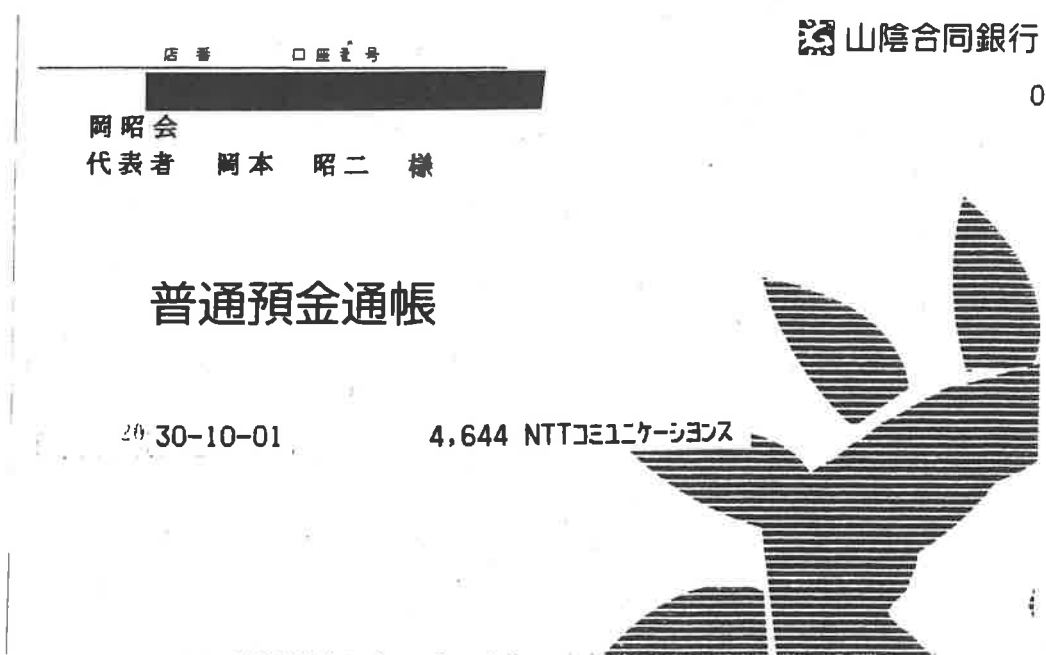 山陰合同銀行
店番 口座番号
0
岡昭会
代表者 岡本 昭二 様
普通預金通帳
20 30-10-01 4,644 NTTコミュニケーションズ